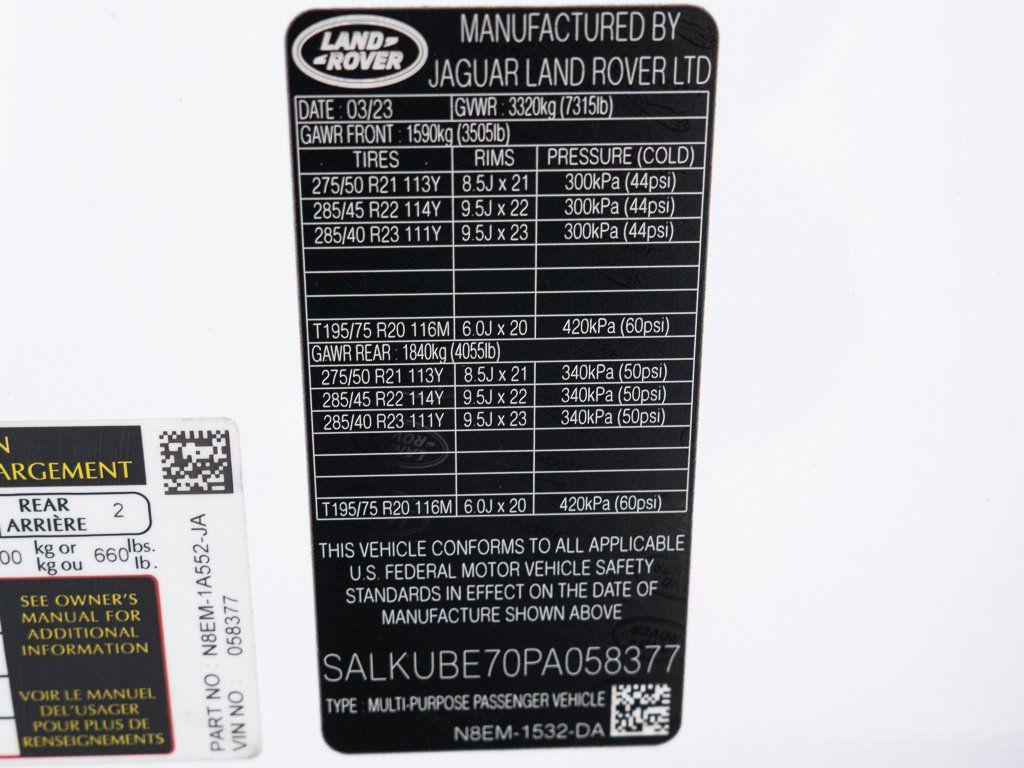 LAND-
-ROVER
MANUFACTURED BY
JAGUAR LAND ROVER LTD
DATE : 03/23 GVWR : 3320kg (7315lb)
GAWR FRONT : 1590kg (3505lb)
TIRES RIMS PRESSURE (COLD)
275/50 R21 113Y 8.5J x 21 300kPa (44psi)
285/45 R22 114Y 9.5J x 22 300kPa (44psi)
285/40 R23 111Y 9.5J x 23 300kPa (44psi)
T195/75 R20 116M 6.0J x 20 420kPa (60psi)
GAWR REAR : 1840kg (4055lb)
275/50 R21 113Y 8.5J x 21 340kPa (50psi)
285/45 R22 114Y 9.5J x 22 340kPa (50psi)
285/40 R23 111Y 9.5J x 23 340kPa (50psi)
T195/75 R20 116M 6.0J x 20 420kPa (60psi)
THIS VEHICLE CONFORMS TO ALL APPLICABLE
U.S. FEDERAL MOTOR VEHICLE SAFETY
STANDARDS IN EFFECT ON THE DATE OF
MANUFACTURE SHOWN ABOVE
SALKUBE70PA058377
TYPE : MULTI-PURPOSE PASSENGER VEHICLE
N8EM-1532-DA
N
ARGEMENT
REAR
ARRIÈRE 2
00 kg or
kg ou 660 lbs.
lb.
SEE OWNER'S
MANUAL FOR
ADDITIONAL
INFORMATION
VOIR LE MANUEL
DEL'USAGER
POUR PLUS DE
RENSEIGNEMENTS
PART NO : N8EM-1A552-JA
VIN NO : 058377